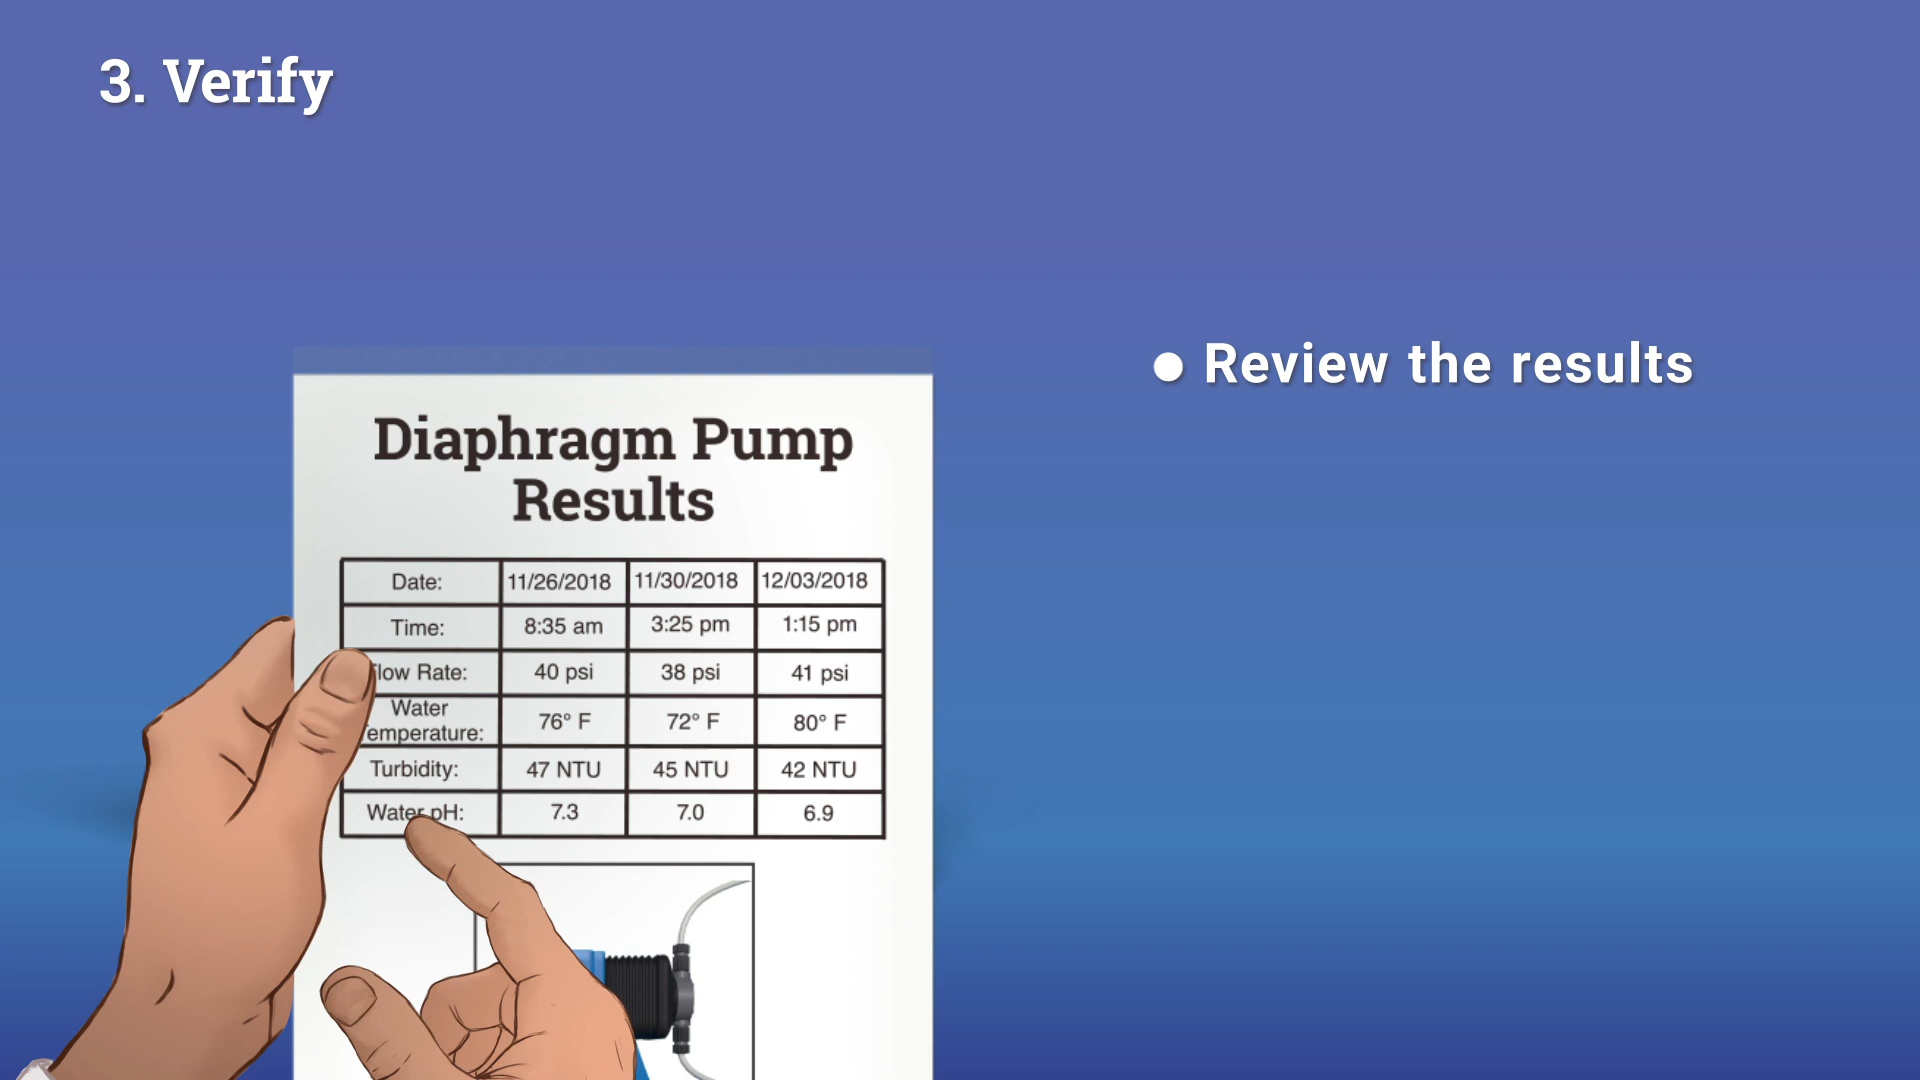 3. Verify
Review the results
Diaphragm Pump
Results
Date: 11/26/2018 11/30/2018 12/03/2018
Time: 8:35 am 3:25 pm 1:15 pm
Flow Rate: 40 psi 38 psi 41 psi
Water Temperature: 76° F 72° F 80° F
Turbidity: 47 NTU 45 NTU 42 NTU
Water pH: 7.3 7.0 6.9